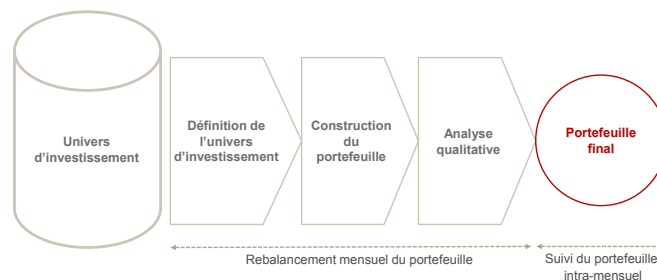 Univers
d'investissement
Définition de
l'univers
d'investissement
Construction
du
portefeuille
Analyse
qualitative
Portefeuille
final
Rebalancement mensuel du portefeuille
Suivi du portefeuille
intra-mensuel